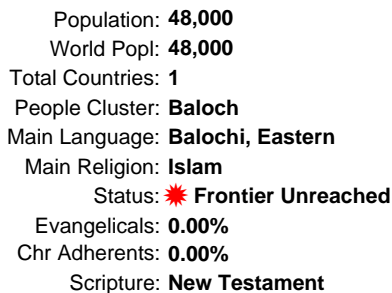 Population: 48,000
World Popl: 48,000
Total Countries: 1
People Cluster: Baloch
Main Language: Balochi, Eastern
Main Religion: Islam
Status: Frontier Unreached
Evangelicals: 0.00%
Chr Adherents: 0.00%
Scripture: New Testament